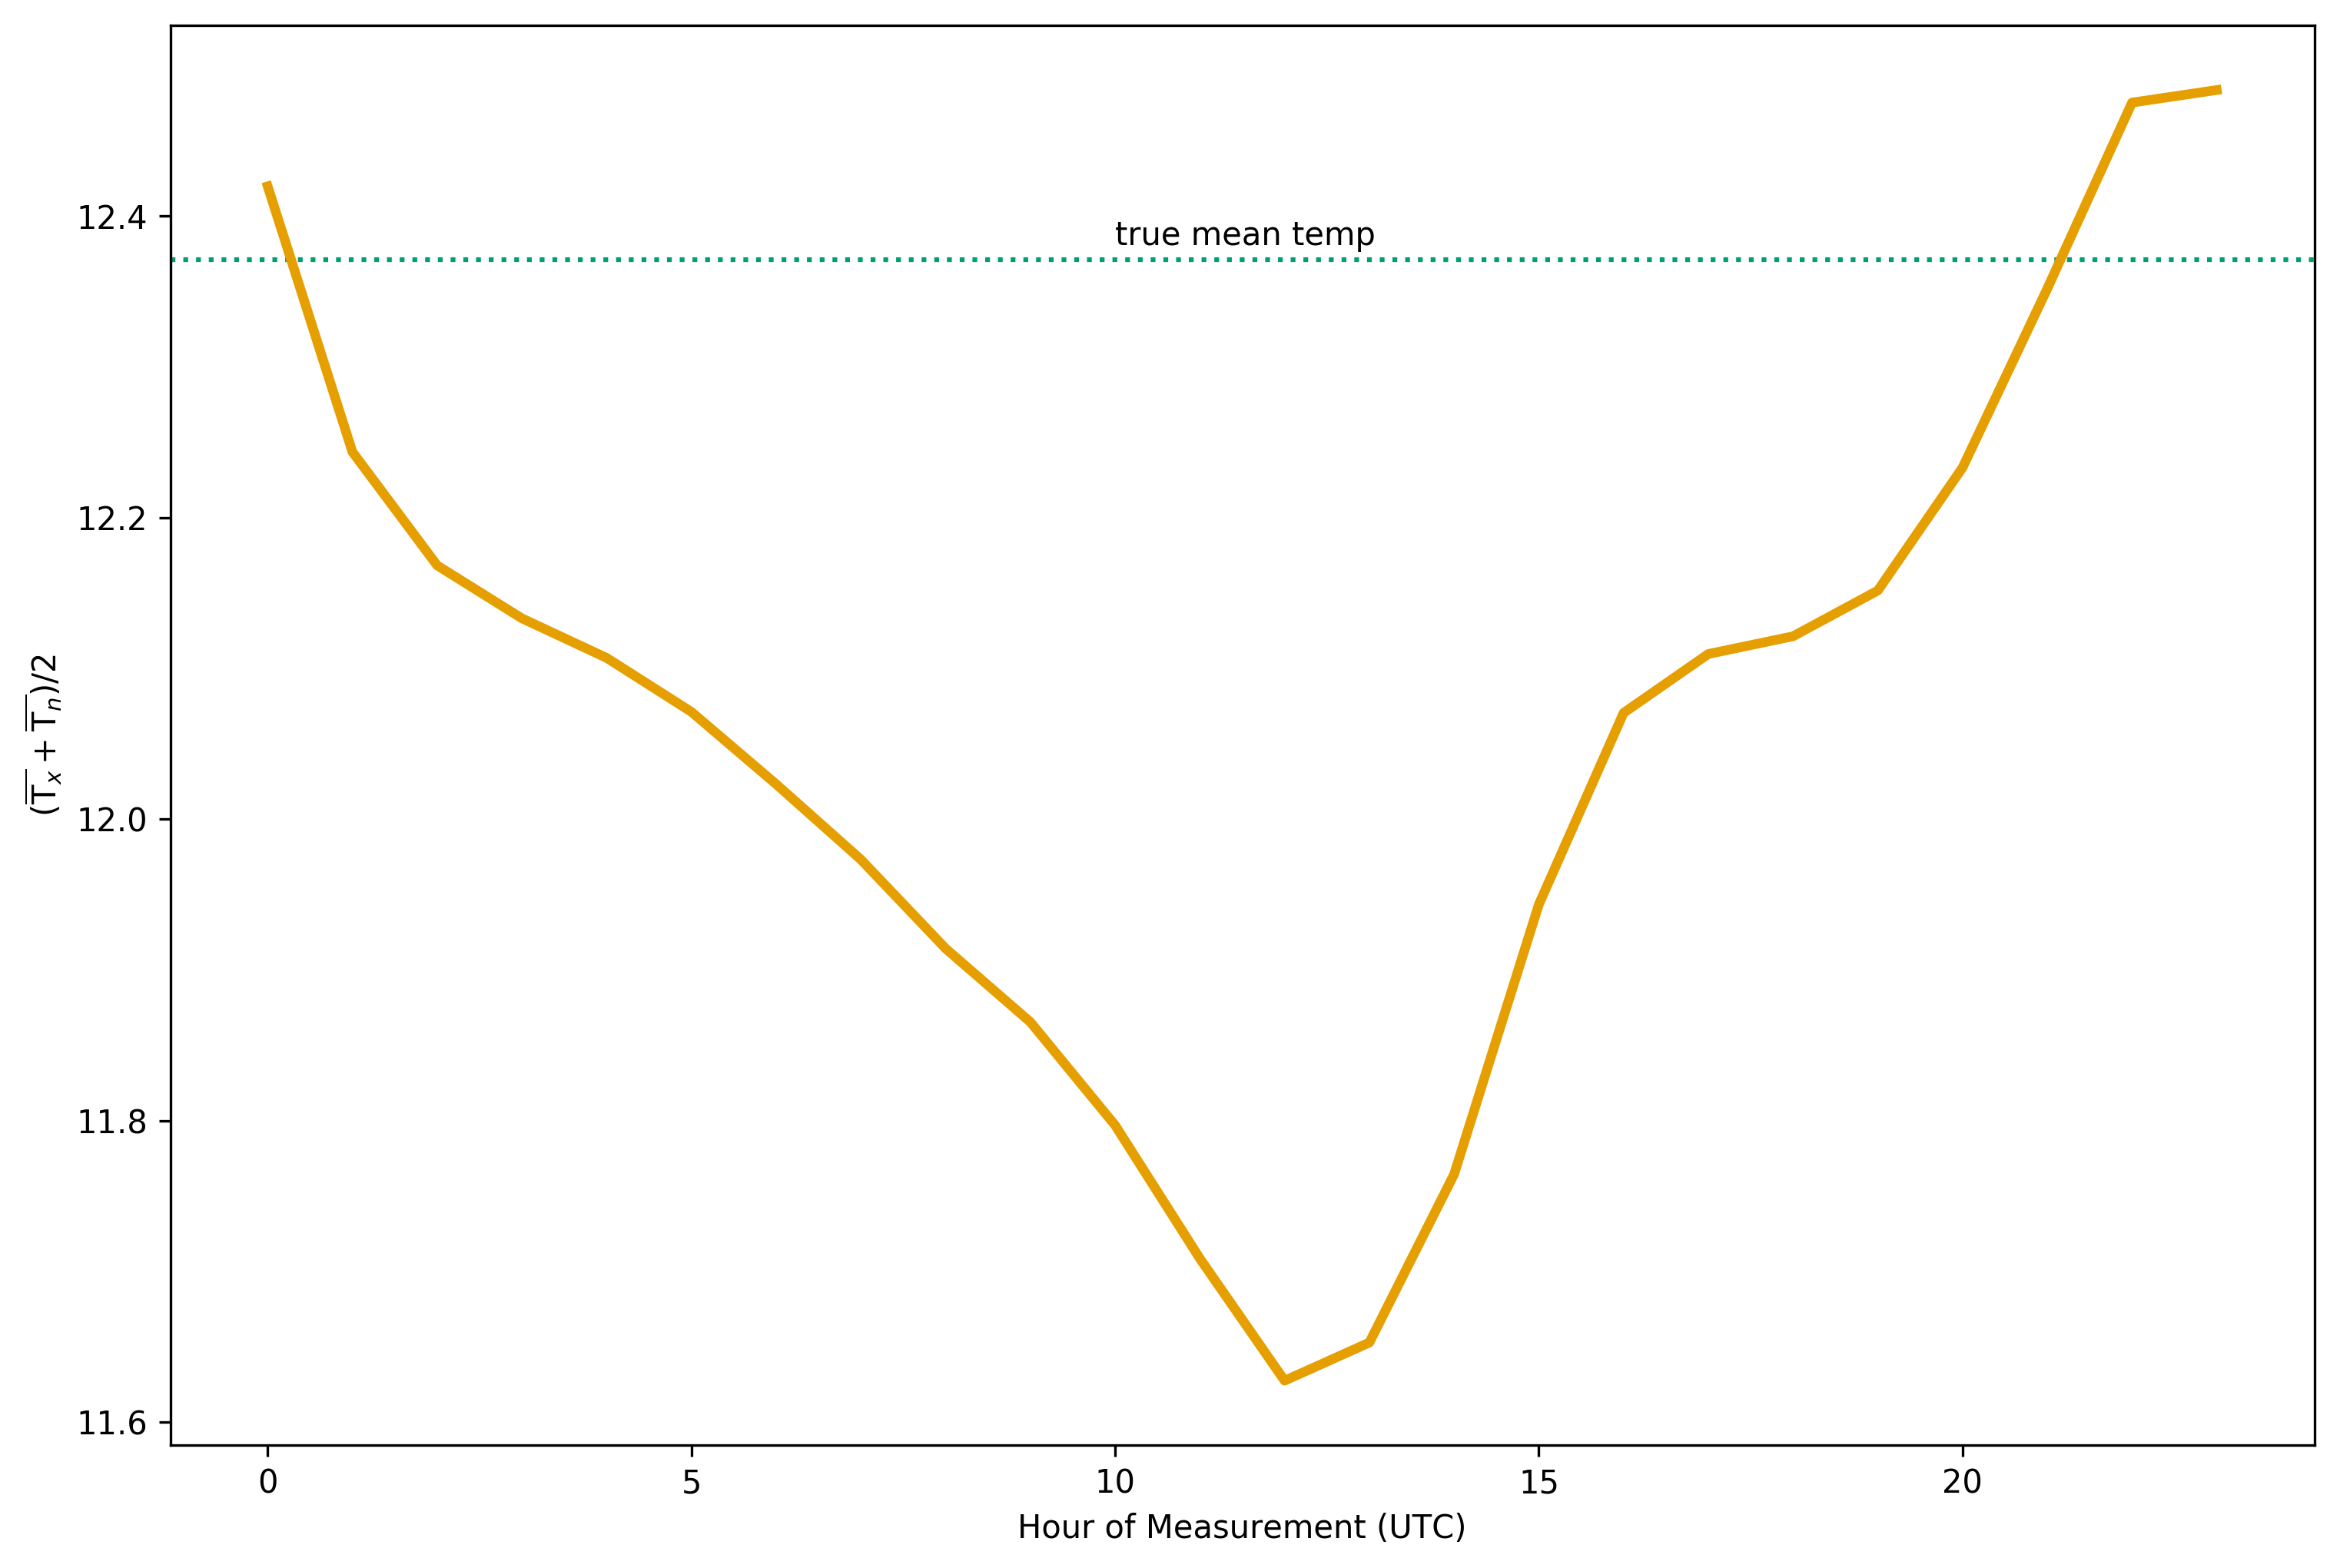 12.4
12.2
12.0
11.8
11.6
(T̅ₓ + T̅ₙ)/2
true mean temp
0 5 10 15 20
Hour of Measurement (UTC)